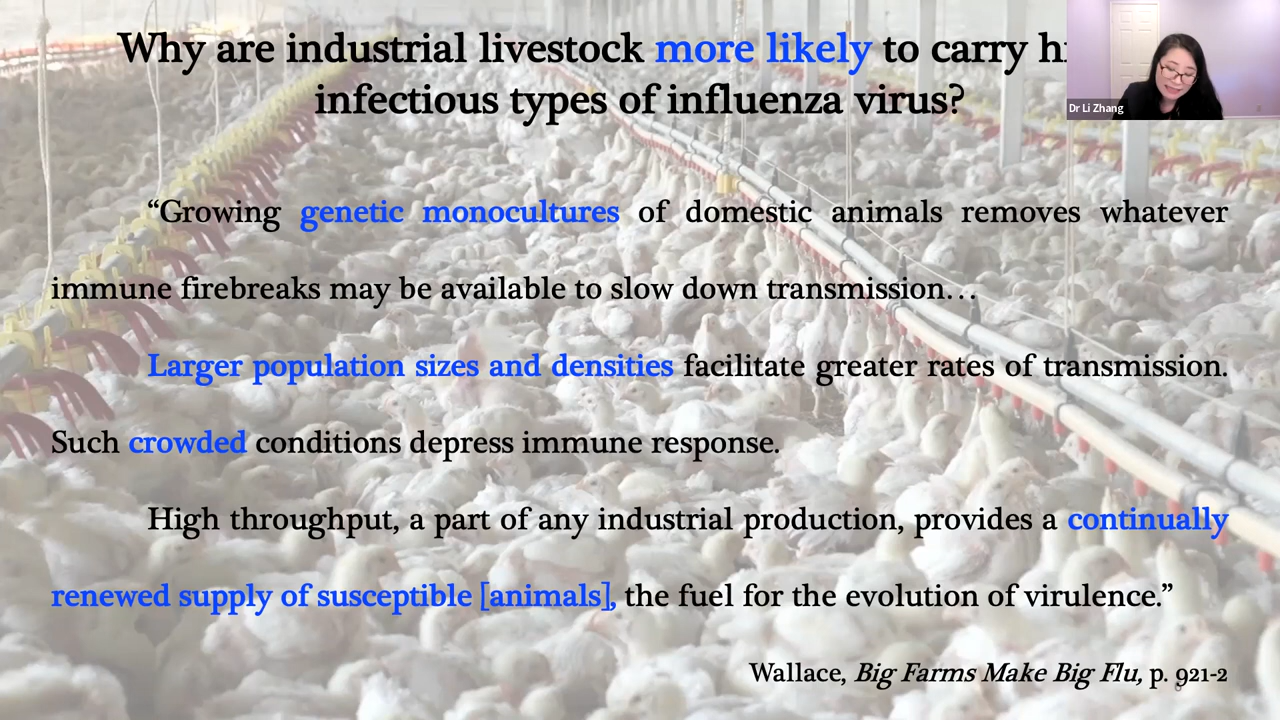 Why are industrial livestock more likely to carry
infectious types of influenza virus?
Dr Li Zhang
“Growing genetic monocultures of domestic animals removes whatever
immune firebreaks may be available to slow down transmission…
Larger population sizes and densities facilitate greater rates of transmission.
Such crowded conditions depress immune response.
High throughput, a part of any industrial production, provides a continually
renewed supply of susceptible [animals], the fuel for the evolution of virulence.”
Wallace, Big Farms Make Big Flu, p. 921-2